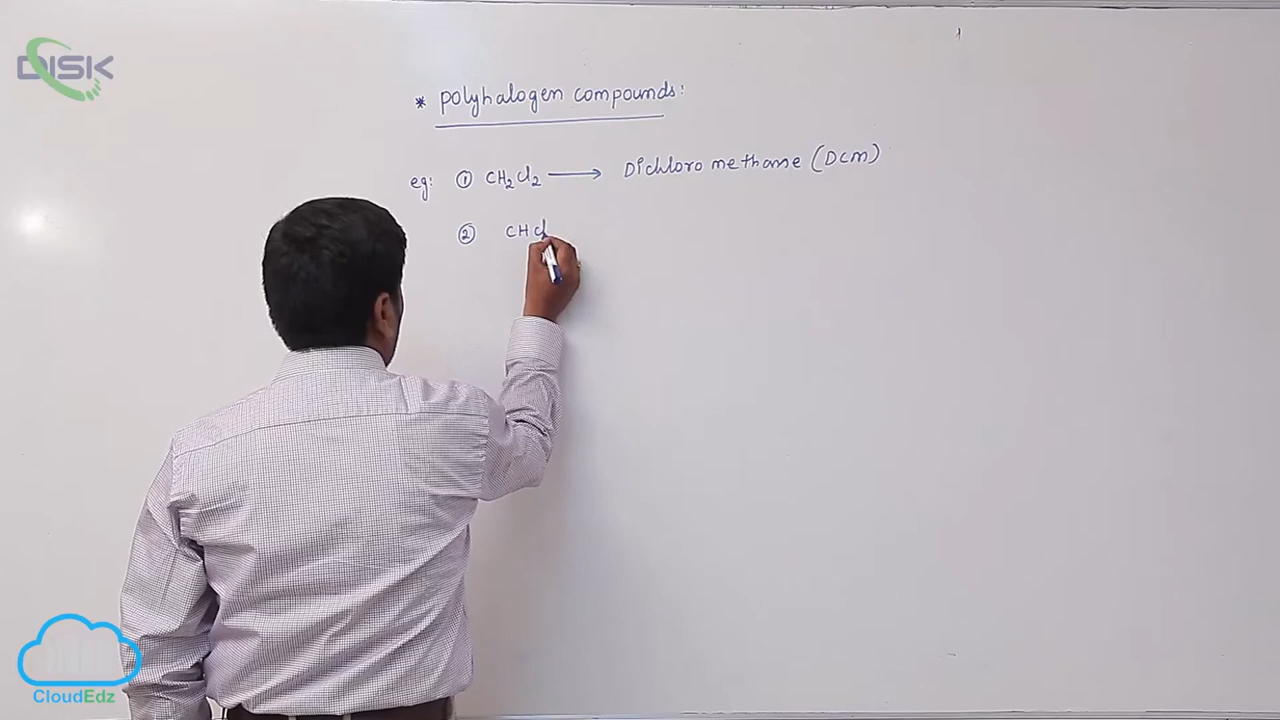 DISK
* Polyhalogen compounds:
eg: ① CH₂Cl₂ ⟶ Dichloro methane (DCM)
② CHCl
CloudEdz